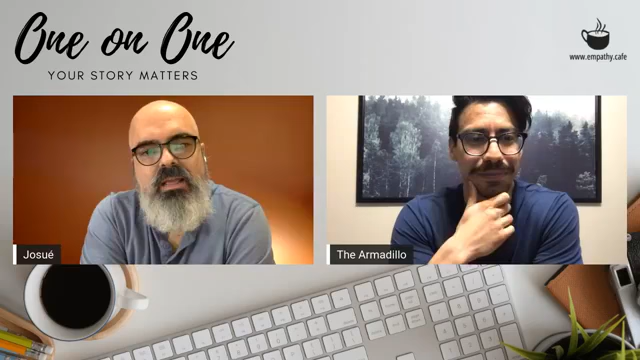 One on One
YOUR STORY MATTERS
www.empathy.cafe
Josué
The Armadillo